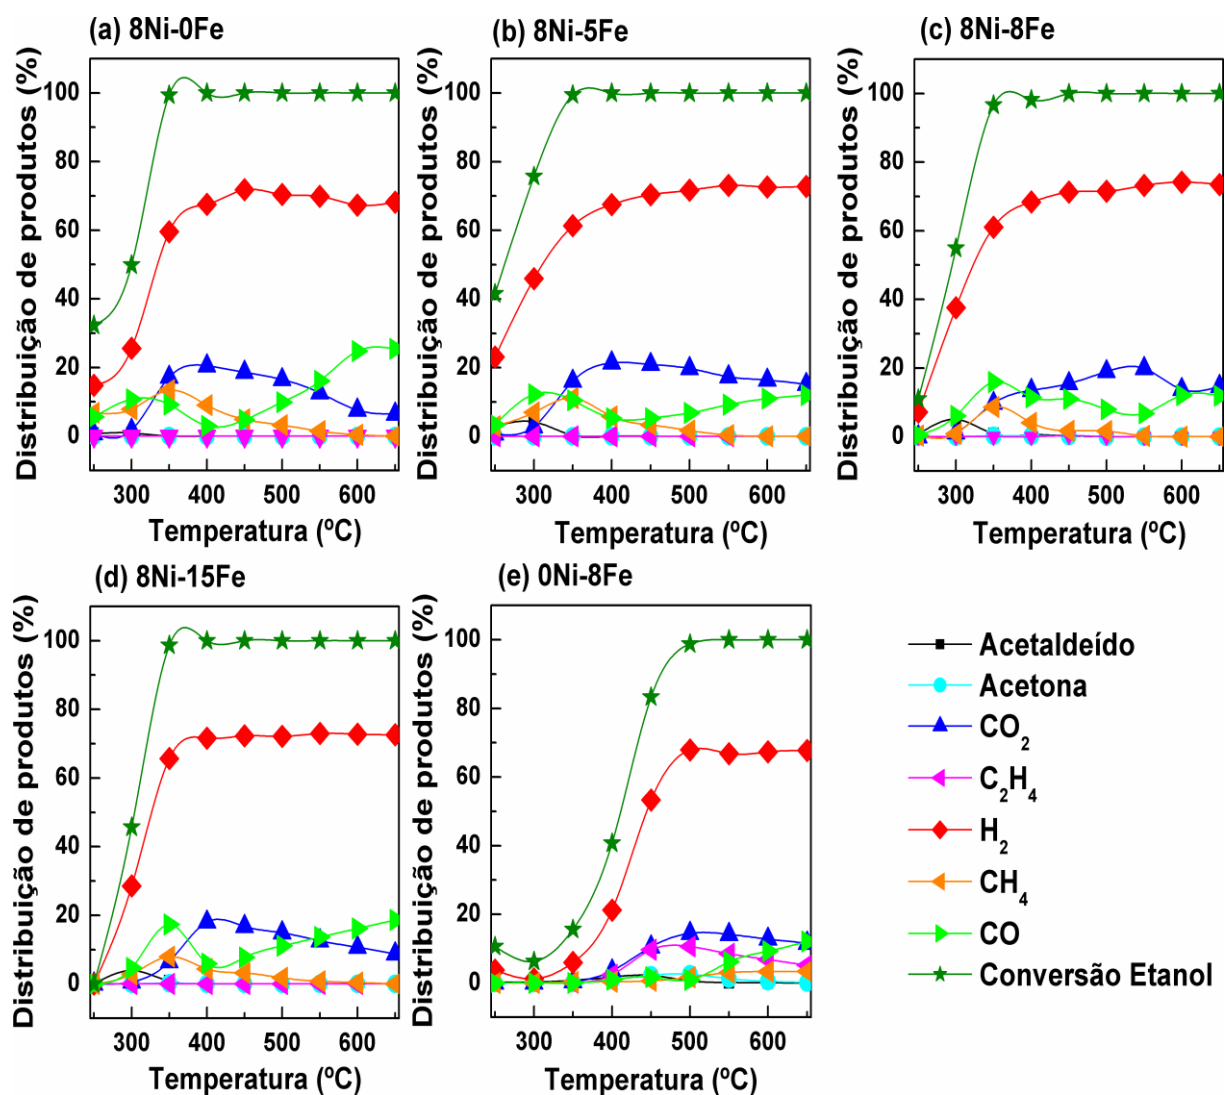 (a) 8Ni-0Fe
(b) 8Ni-5Fe
(c) 8Ni-8Fe
Distribuição de produtos (%)
100
80
60
40
20
0
300
400
500
600
Temperatura (ºC)
Distribuição de produtos (%)
100
80
60
40
20
0
300
400
500
600
Temperatura (ºC)
Distribuição de produtos (%)
100
80
60
40
20
0
300
400
500
600
Temperatura (ºC)
(d) 8Ni-15Fe
(e) 0Ni-8Fe
Distribuição de produtos (%)
100
80
60
40
20
0
300
400
500
600
Temperatura (ºC)
Distribuição de produtos (%)
100
80
60
40
20
0
300
400
500
600
Temperatura (ºC)
Acetaldeído
Acetona
CO₂
C₂H₄
H₂
CH₄
CO
Conversão Etanol